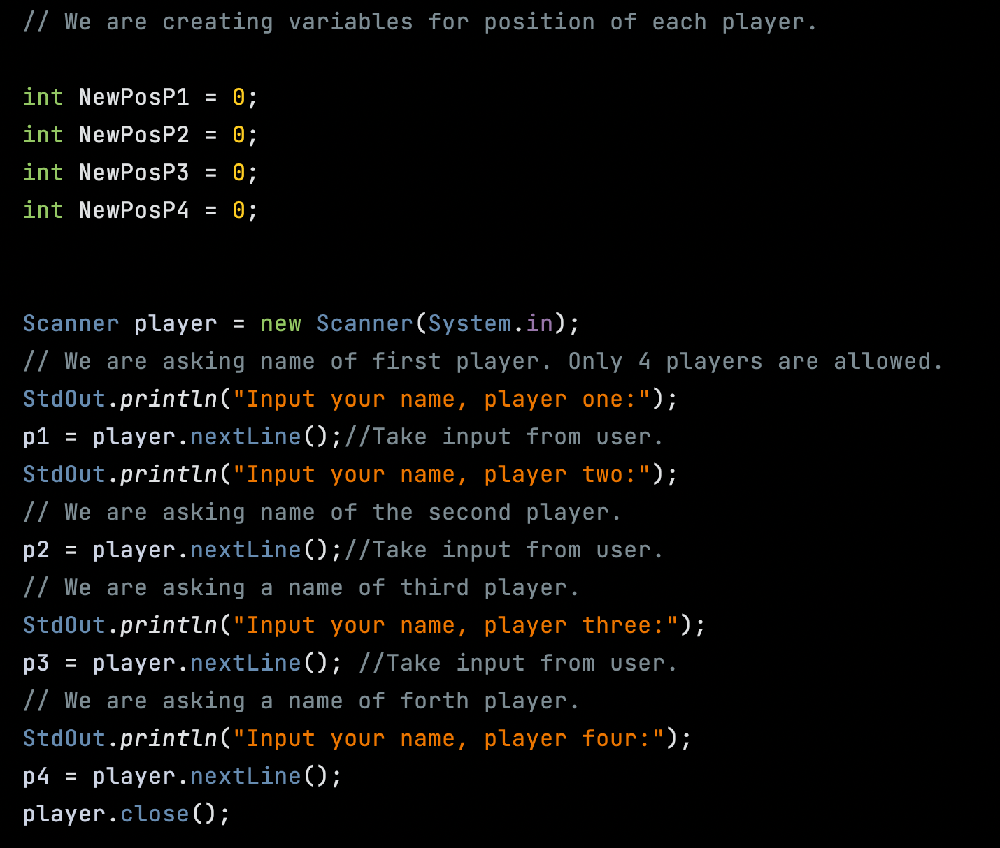 // We are creating variables for position of each player.
int NewPosP1 = 0;
int NewPosP2 = 0;
int NewPosP3 = 0;
int NewPosP4 = 0;
Scanner player = new Scanner(System.in);
// We are asking name of first player. Only 4 players are allowed.
StdOut.println("Input your name, player one:");
p1 = player.nextLine();//Take input from user.
StdOut.println("Input your name, player two:");
// We are asking name of the second player.
p2 = player.nextLine();//Take input from user.
// We are asking a name of third player.
StdOut.println("Input your name, player three:");
p3 = player.nextLine(); //Take input from user.
// We are asking a name of forth player.
StdOut.println("Input your name, player four:");
p4 = player.nextLine();
player.close();